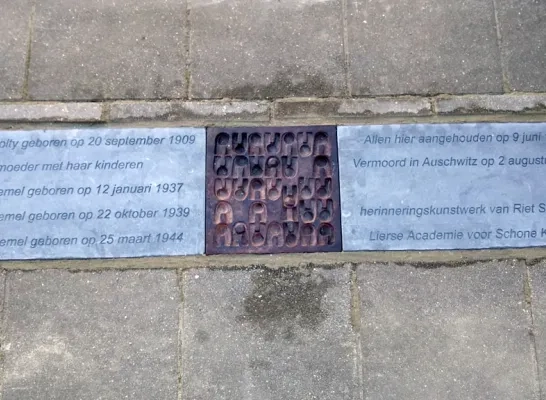 olty geboren op 20 september 1909
moeder met haar kinderen
emel geboren op 12 januari 1937
emel geboren op 22 oktober 1939
emel geboren op 25 maart 1944
Allen hier aangehouden op 9 juni
Vermoord in Auschwitz op 2 august
herinneringskunstwerk van Riet S
Lierse Academie voor Schone K